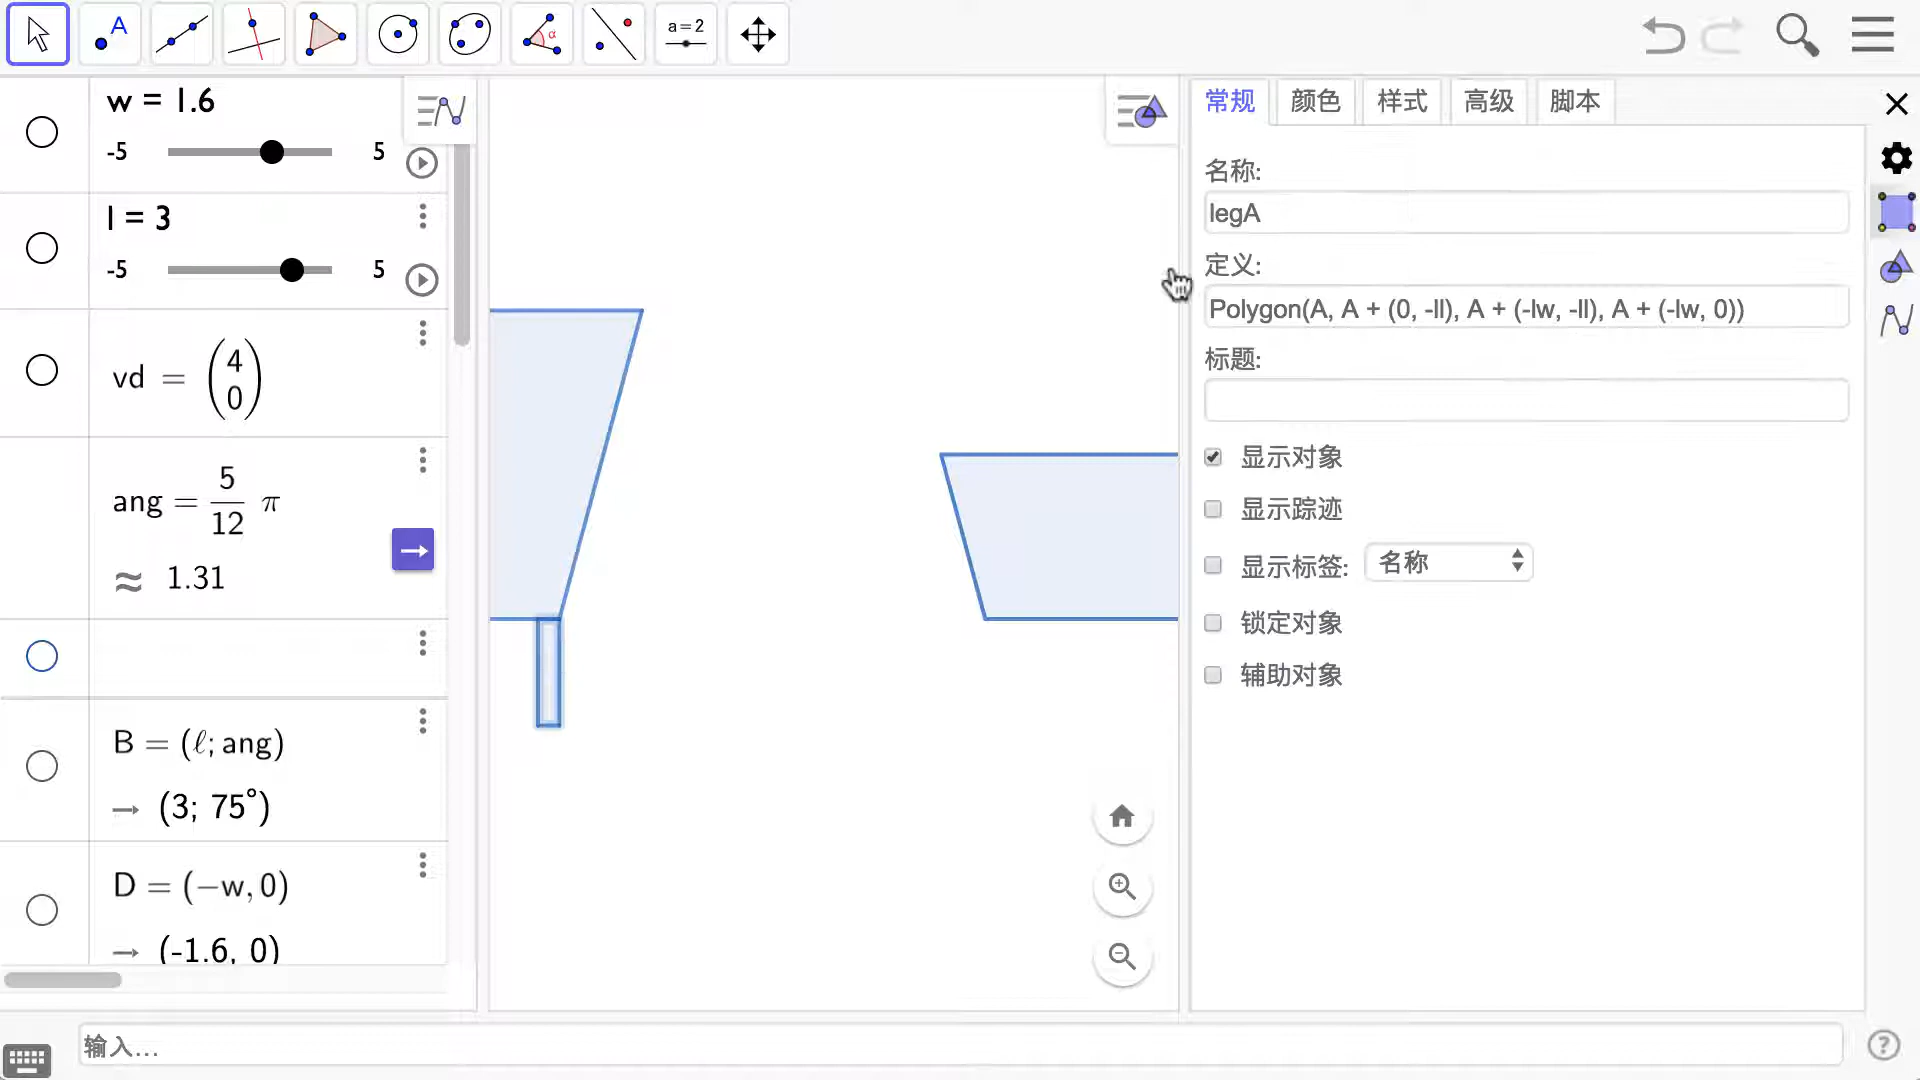 A
α
a=2
w = 1.6
-5
5
l = 3
-5
5
vd = (4 0)
ang = 5/12 π
≈ 1.31
B = (ℓ; ang)
→ (3; 75°)
D = (−w, 0)
→ (-1.6, 0)
常规 颜色 样式 高级 脚本
名称:
legA
定义:
Polygon(A, A + (0, -ll), A + (-lw, -ll), A + (-lw, 0))
标题:
显示对象
显示踪迹
显示标签: 名称
锁定对象
辅助对象
输入...